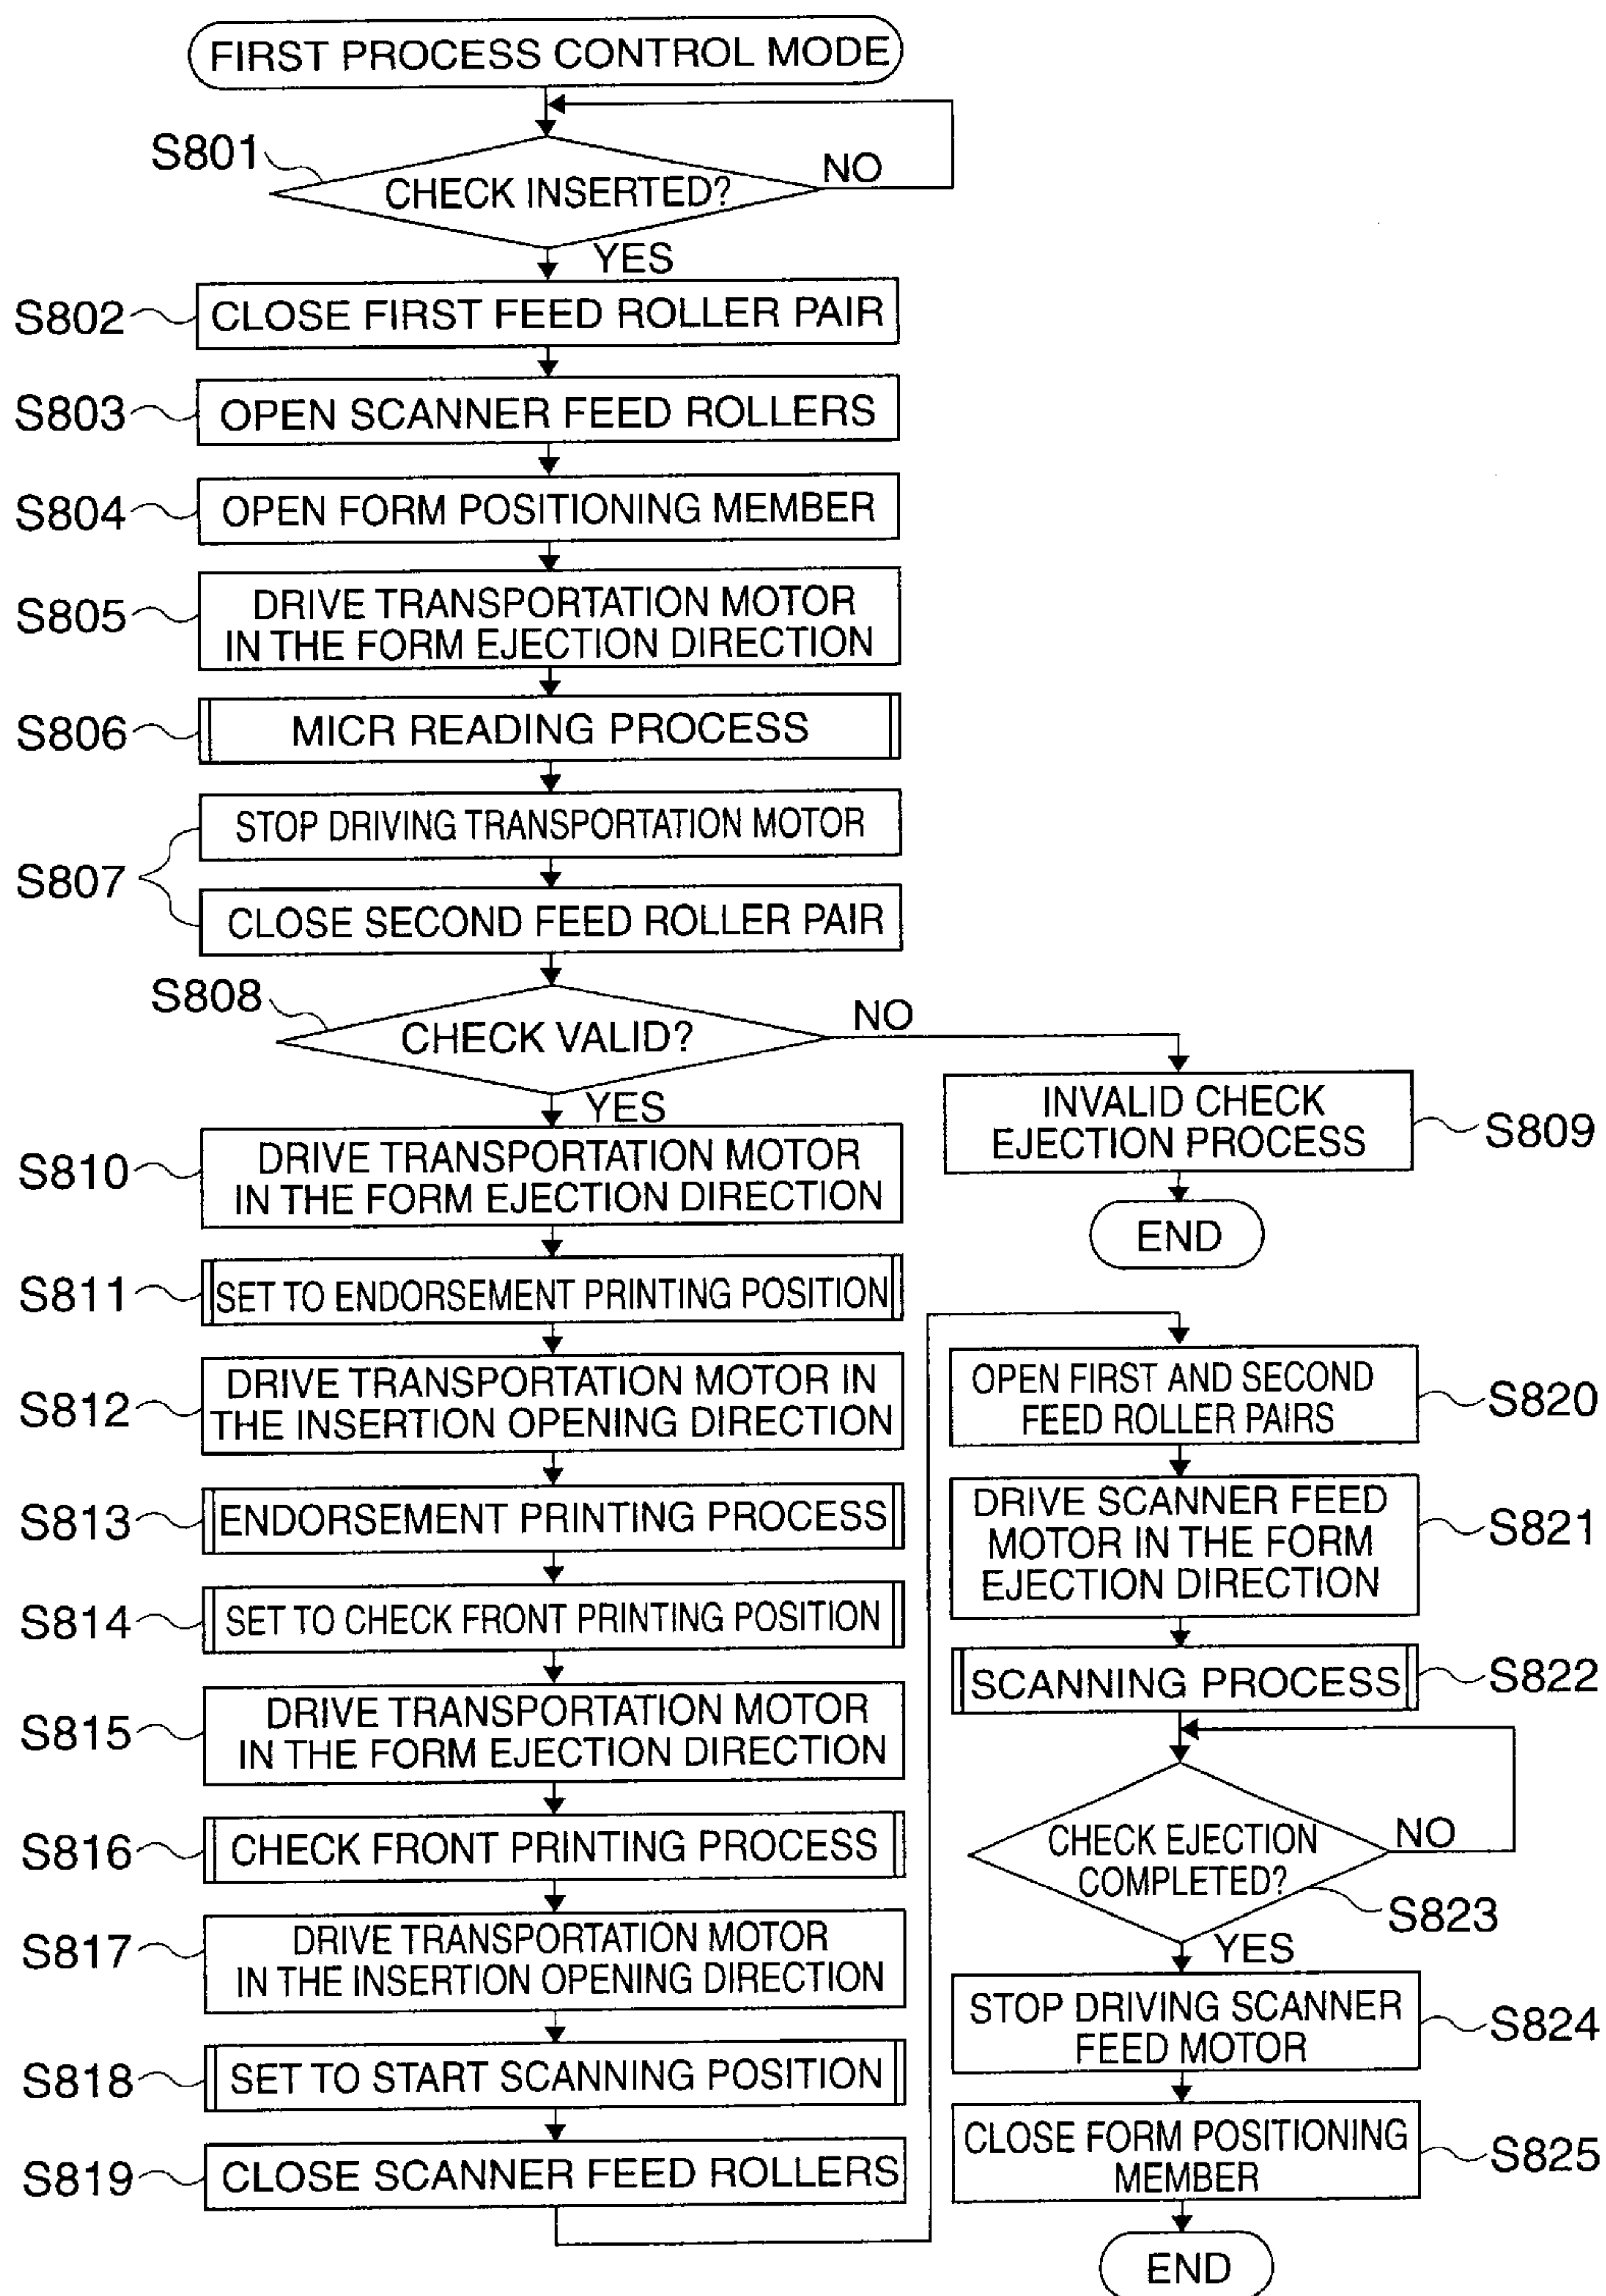 FIRST PROCESS CONTROL MODE
S801
CHECK INSERTED?
NO
YES
S802
CLOSE FIRST FEED ROLLER PAIR
S803
OPEN SCANNER FEED ROLLERS
S804
OPEN FORM POSITIONING MEMBER
S805
DRIVE TRANSPORTATION MOTOR
IN THE FORM EJECTION DIRECTION
S806
MICR READING PROCESS
S807
STOP DRIVING TRANSPORTATION MOTOR
CLOSE SECOND FEED ROLLER PAIR
S808
CHECK VALID?
NO
YES
INVALID CHECK
EJECTION PROCESS
S809
END
S810
DRIVE TRANSPORTATION MOTOR
IN THE FORM EJECTION DIRECTION
S811
SET TO ENDORSEMENT PRINTING POSITION
S812
DRIVE TRANSPORTATION MOTOR IN
THE INSERTION OPENING DIRECTION
S813
ENDORSEMENT PRINTING PROCESS
S814
SET TO CHECK FRONT PRINTING POSITION
S815
DRIVE TRANSPORTATION MOTOR
IN THE FORM EJECTION DIRECTION
S816
CHECK FRONT PRINTING PROCESS
S817
DRIVE TRANSPORTATION MOTOR
IN THE INSERTION OPENING DIRECTION
S818
SET TO START SCANNING POSITION
S819
CLOSE SCANNER FEED ROLLERS
OPEN FIRST AND SECOND
FEED ROLLER PAIRS
S820
DRIVE SCANNER FEED
MOTOR IN THE FORM
EJECTION DIRECTION
S821
SCANNING PROCESS
S822
CHECK EJECTION
COMPLETED?
NO
S823
YES
STOP DRIVING SCANNER
FEED MOTOR
S824
CLOSE FORM POSITIONING
MEMBER
S825
END